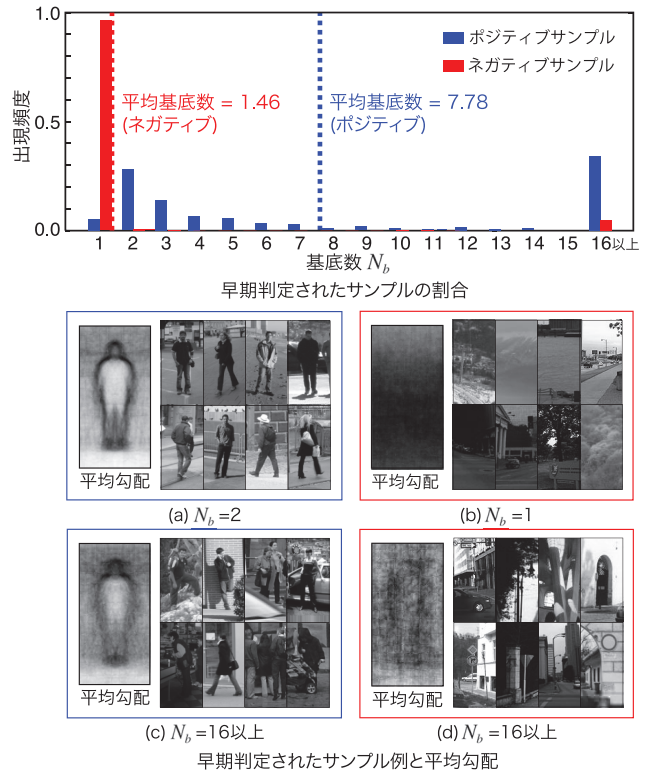 1.0
0.5
0.0
出現頻度
ポジティブサンプル
ネガティブサンプル
平均基底数 = 1.46
(ネガティブ)
平均基底数 = 7.78
(ポジティブ)
1 2 3 4 5 6 7 8 9 10 11 12 13 14 15 16以上
基底数 N_b
早期判定されたサンプルの割合
平均勾配
平均勾配
(a) N_b =2
(b) N_b =1
平均勾配
平均勾配
(c) N_b =16以上
(d) N_b =16以上
早期判定されたサンプル例と平均勾配